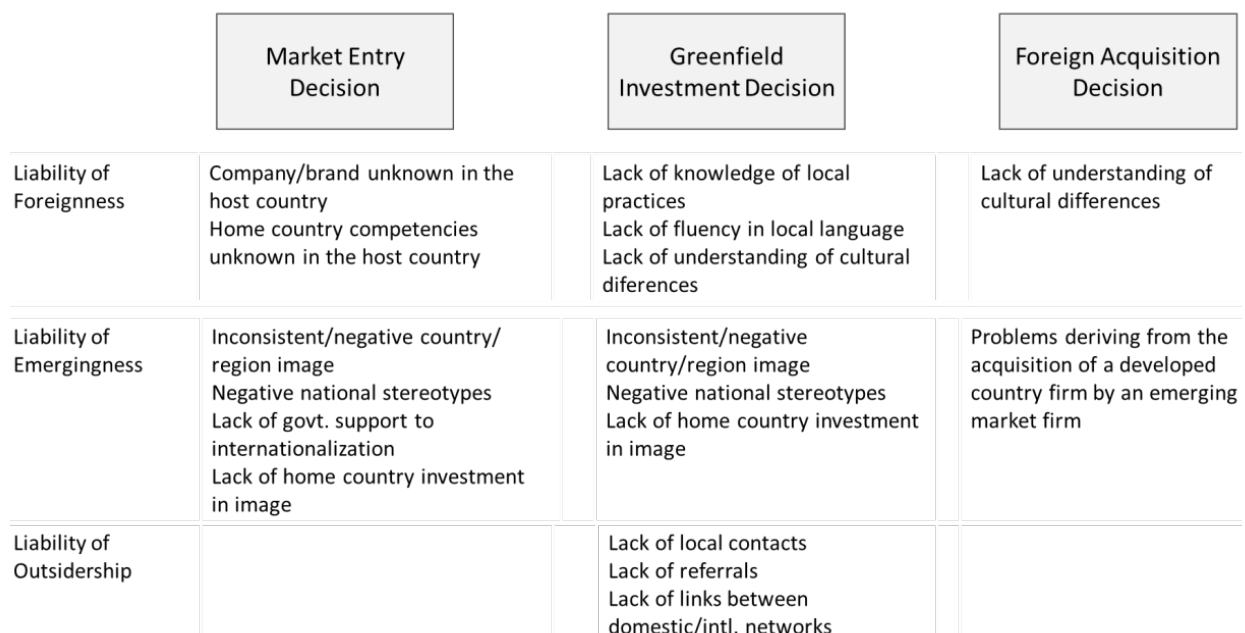 Market Entry
Decision
Greenfield
Investment Decision
Foreign Acquisition
Decision
Liability of
Foreignness
Company/brand unknown in the
host country
Home country competencies
unknown in the host country
Lack of knowledge of local
practices
Lack of fluency in local language
Lack of understanding of cultural
diferences
Lack of understanding of
cultural differences
Liability of
Emergingness
Inconsistent/negative country/
region image
Negative national stereotypes
Lack of govt. support to
internationalization
Lack of home country investment
in image
Inconsistent/negative
country/region image
Negative national stereotypes
Lack of home country investment
in image
Problems deriving from the
acquisition of a developed
country firm by an emerging
market firm
Liability of
Outsidership
Lack of local contacts
Lack of referrals
Lack of links between
domestic/intl. networks